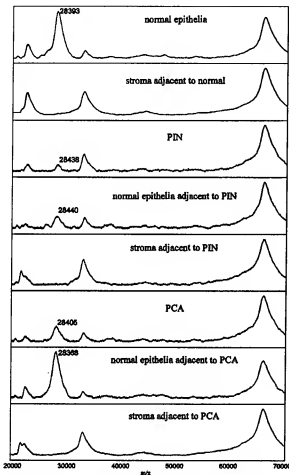 28393
normal epithelia
stroma adjacent to normal
PIN
28438
normal epithelia adjacent to PIN
28440
stroma adjacent to PIN
PCA
28405
normal epithelia adjacent to PCA
28368
stroma adjacent to PCA
20000 30000 40000 50000 60000 70000
m/z